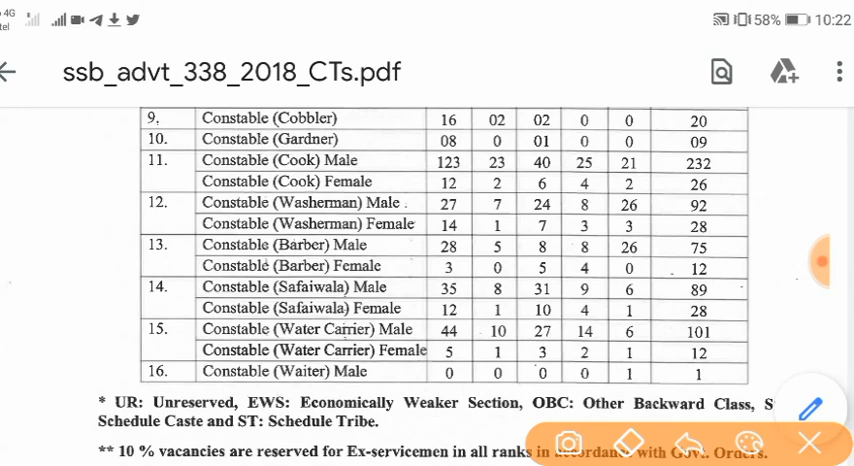 4G
58% 10:22
tel
ssb_advt_338_2018_CTs.pdf
9. Constable (Cobbler) 16 02 02 0 0 20
10. Constable (Gardner) 08 0 01 0 0 09
11. Constable (Cook) Male 123 23 40 25 21 232
Constable (Cook) Female 12 2 6 4 2 26
12. Constable (Washerman) Male 27 7 24 8 26 92
Constable (Washerman) Female 14 1 7 3 3 28
13. Constable (Barber) Male 28 5 8 8 26 75
Constable (Barber) Female 3 0 5 4 0 12
14. Constable (Safaiwala) Male 35 8 31 9 6 89
Constable (Safaiwala) Female 12 1 10 4 1 28
15. Constable (Water Carrier) Male 44 10 27 14 6 101
Constable (Water Carrier) Female 5 1 3 2 1 12
16. Constable (Waiter) Male 0 0 0 0 1 1
* UR: Unreserved, EWS: Economically Weaker Section, OBC: Other Backward Class, S
Schedule Caste and ST: Schedule Tribe.
** 10 % vacancies are reserved for Ex-servicemen in all ranks in with Govt. Orders.